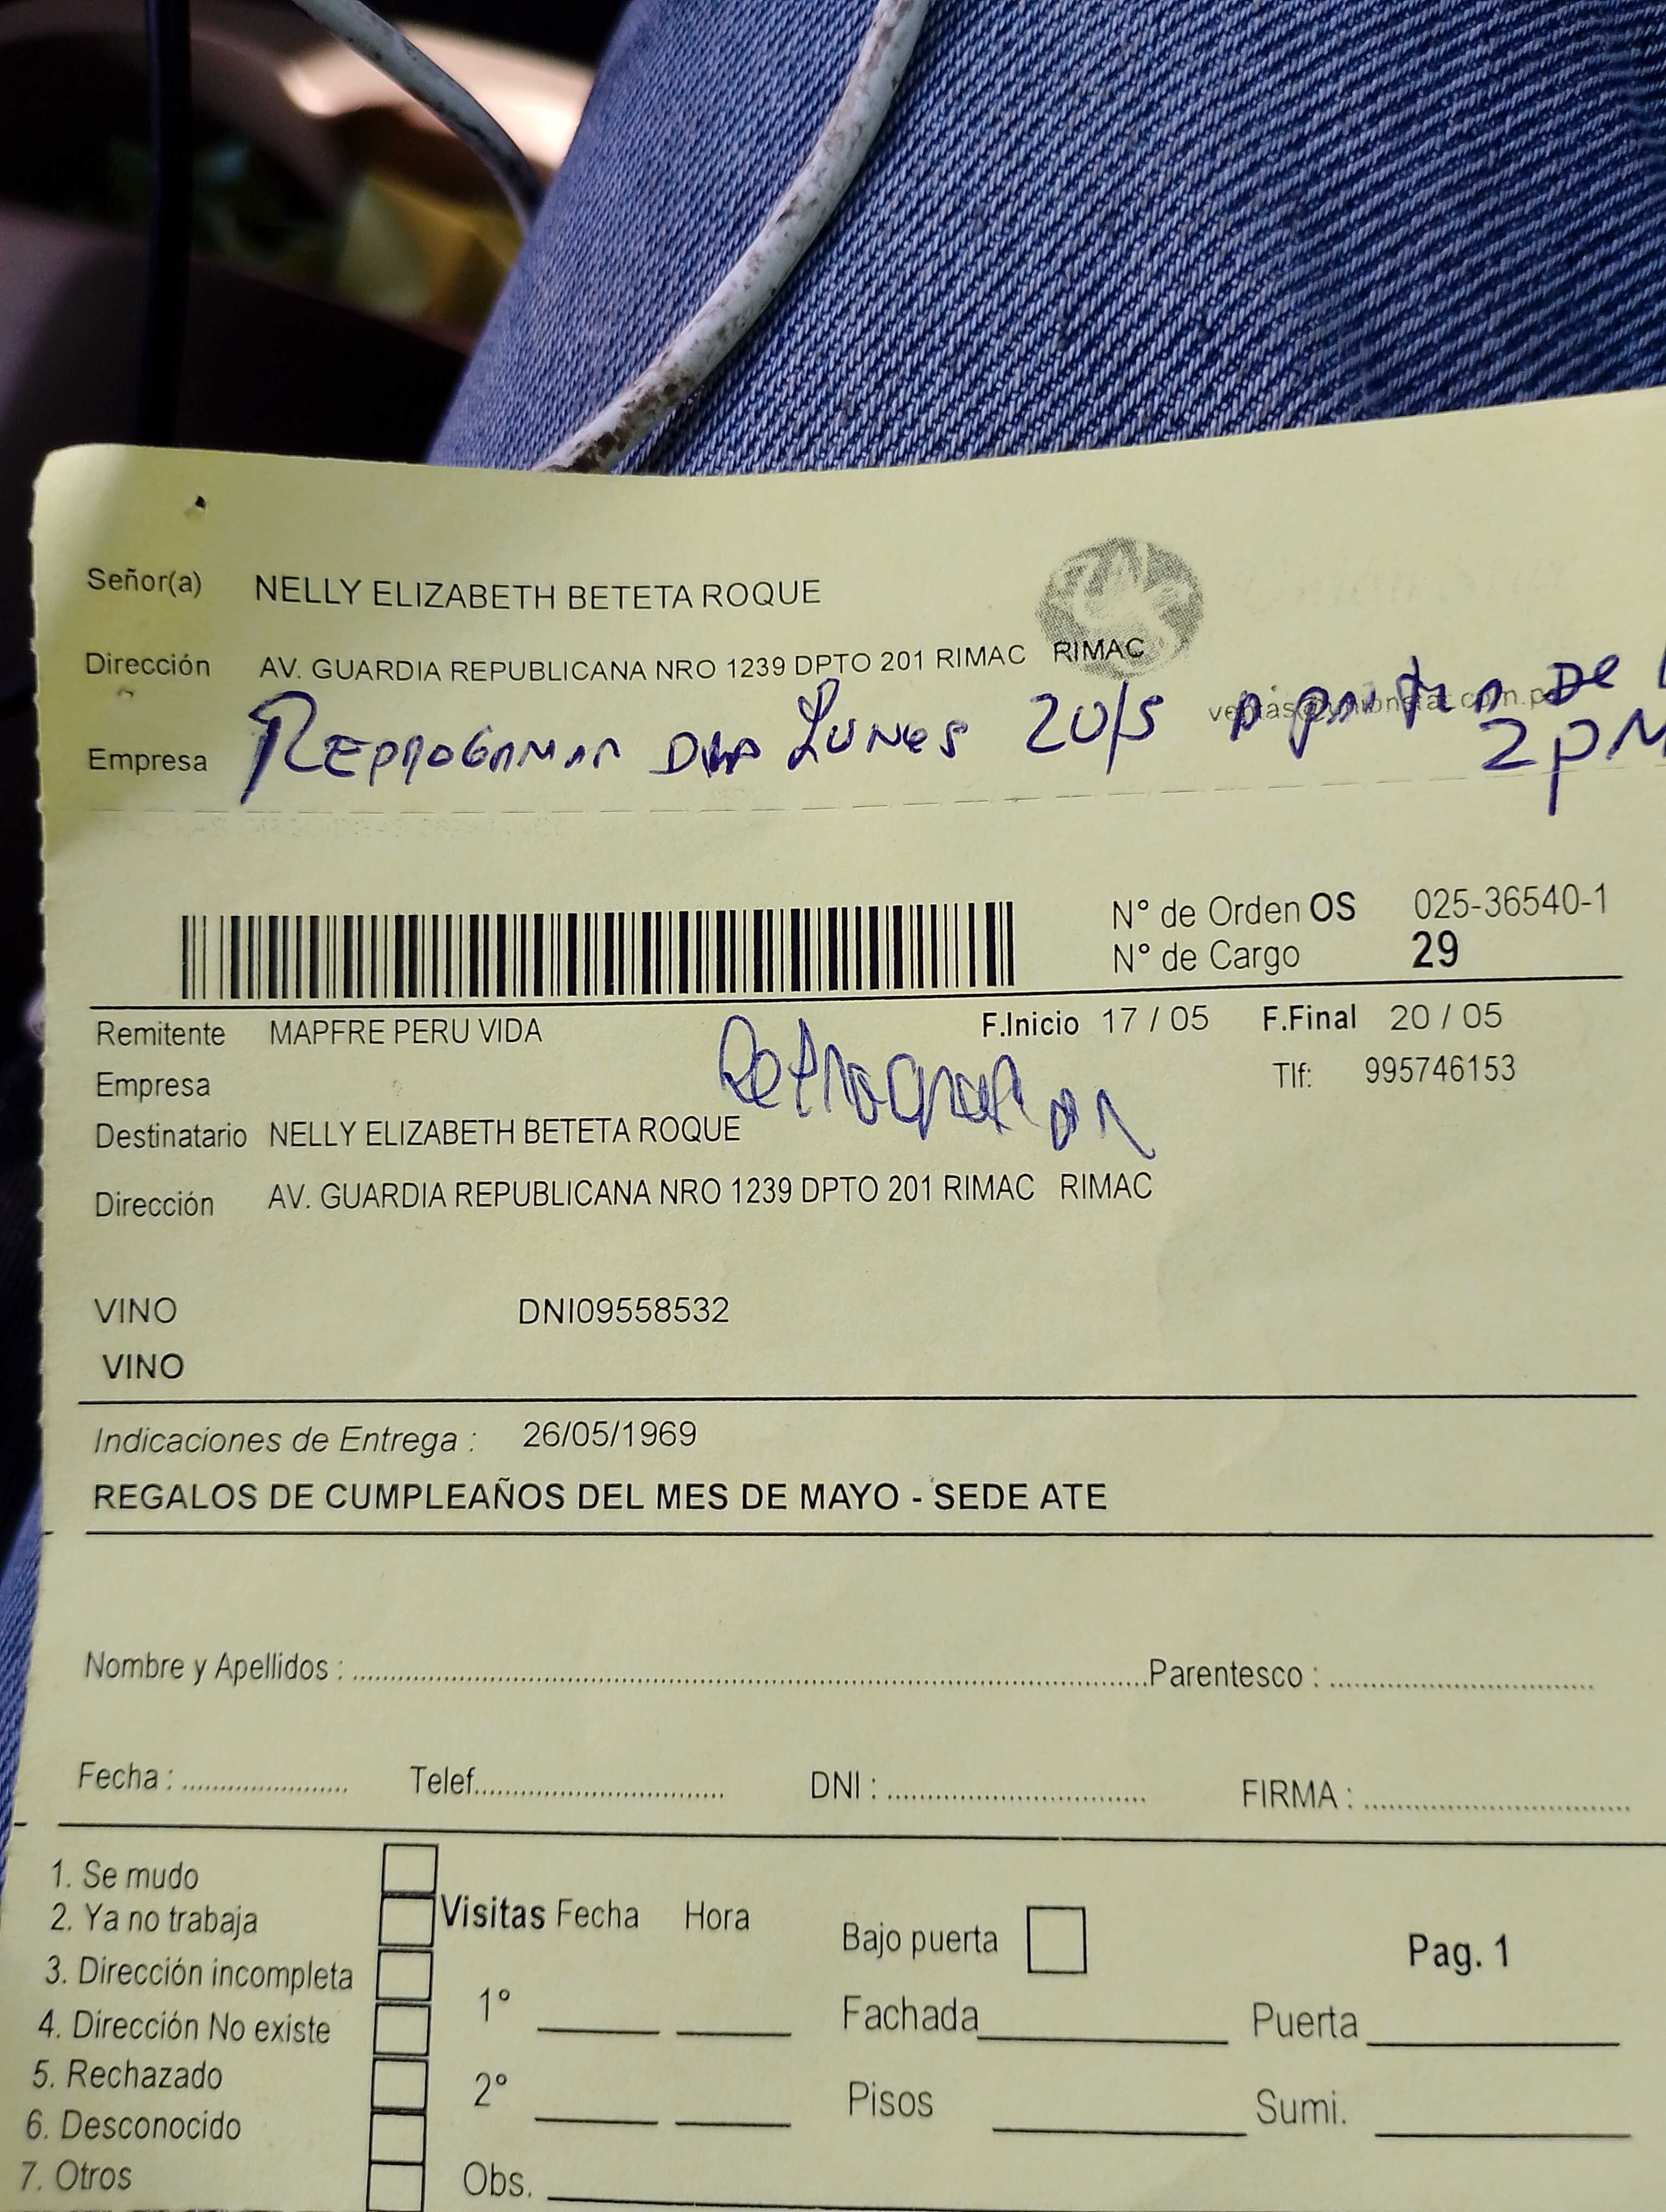 Señor(a) NELLY ELIZABETH BETETA ROQUE
Dirección AV. GUARDIA REPUBLICANA NRO 1239 DPTO 201 RIMAC RIMAC
REPROGRAMAR DIA LUNES 20/5 A PARTIR DE
2PM
Empresa
N° de Orden OS 025-36540-1
N° de Cargo 29
Remitente MAPFRE PERU VIDA F.Inicio 17 / 05 F.Final 20 / 05
Empresa Tlf: 995746153
Destinatario NELLY ELIZABETH BETETA ROQUE
Dirección AV. GUARDIA REPUBLICANA NRO 1239 DPTO 201 RIMAC RIMAC
VINO DNI09558532
VINO
Indicaciones de Entrega : 26/05/1969
REGALOS DE CUMPLEAÑOS DEL MES DE MAYO - SEDE ATE
Nombre y Apellidos : Parentesco :
Fecha : Telef. DNI : FIRMA :
1. Se mudo
2. Ya no trabaja Visitas Fecha Hora Bajo puerta Pag. 1
3. Dirección incompleta 1°
4. Dirección No existe Fachada Puerta
5. Rechazado 2° Pisos Sumi.
6. Desconocido
7. Otros Obs.